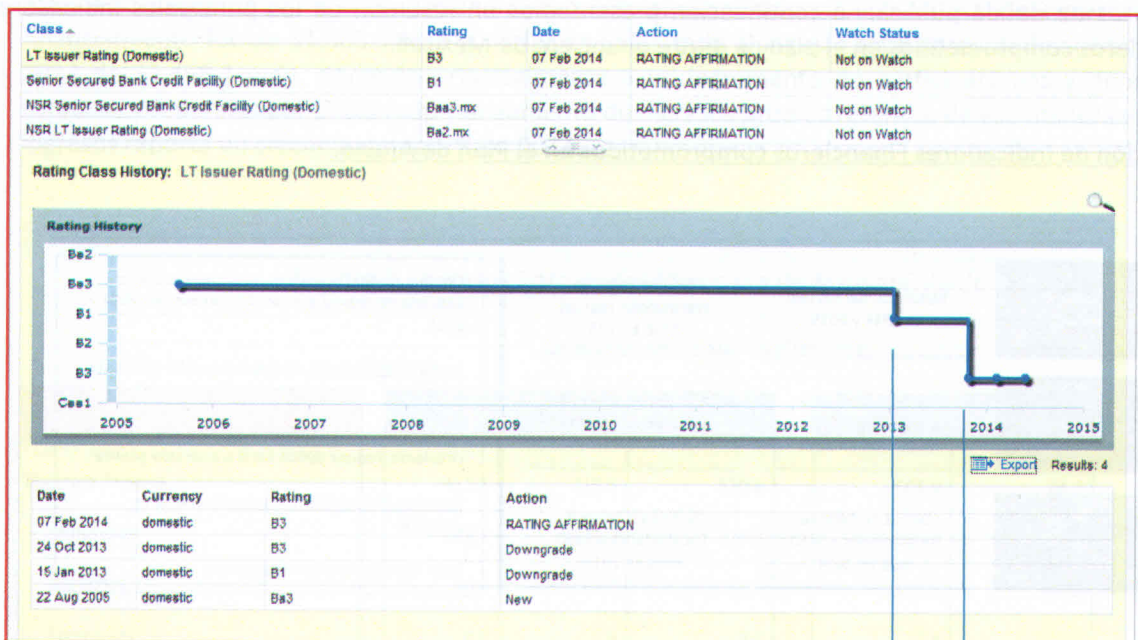 Class Rating Date Action Watch Status
LT Issuer Rating (Domestic) B3 07 Feb 2014 RATING AFFIRMATION Not on Watch
Senior Secured Bank Credit Facility (Domestic) B1 07 Feb 2014 RATING AFFIRMATION Not on Watch
NSR Senior Secured Bank Credit Facility (Domestic) Baa3.mx 07 Feb 2014 RATING AFFIRMATION Not on Watch
NSR LT Issuer Rating (Domestic) Ba2.mx 07 Feb 2014 RATING AFFIRMATION Not on Watch
Rating Class History: LT Issuer Rating (Domestic)
Rating History
Ba2
Ba3
B1
B2
B3
Caa1
2005 2006 2007 2008 2009 2010 2011 2012 2013 2014 2015
Export Results: 4
Date Currency Rating Action
07 Feb 2014 domestic B3 RATING AFFIRMATION
24 Oct 2013 domestic B3 Downgrade
15 Jan 2013 domestic B1 Downgrade
22 Aug 2005 domestic Ba3 New